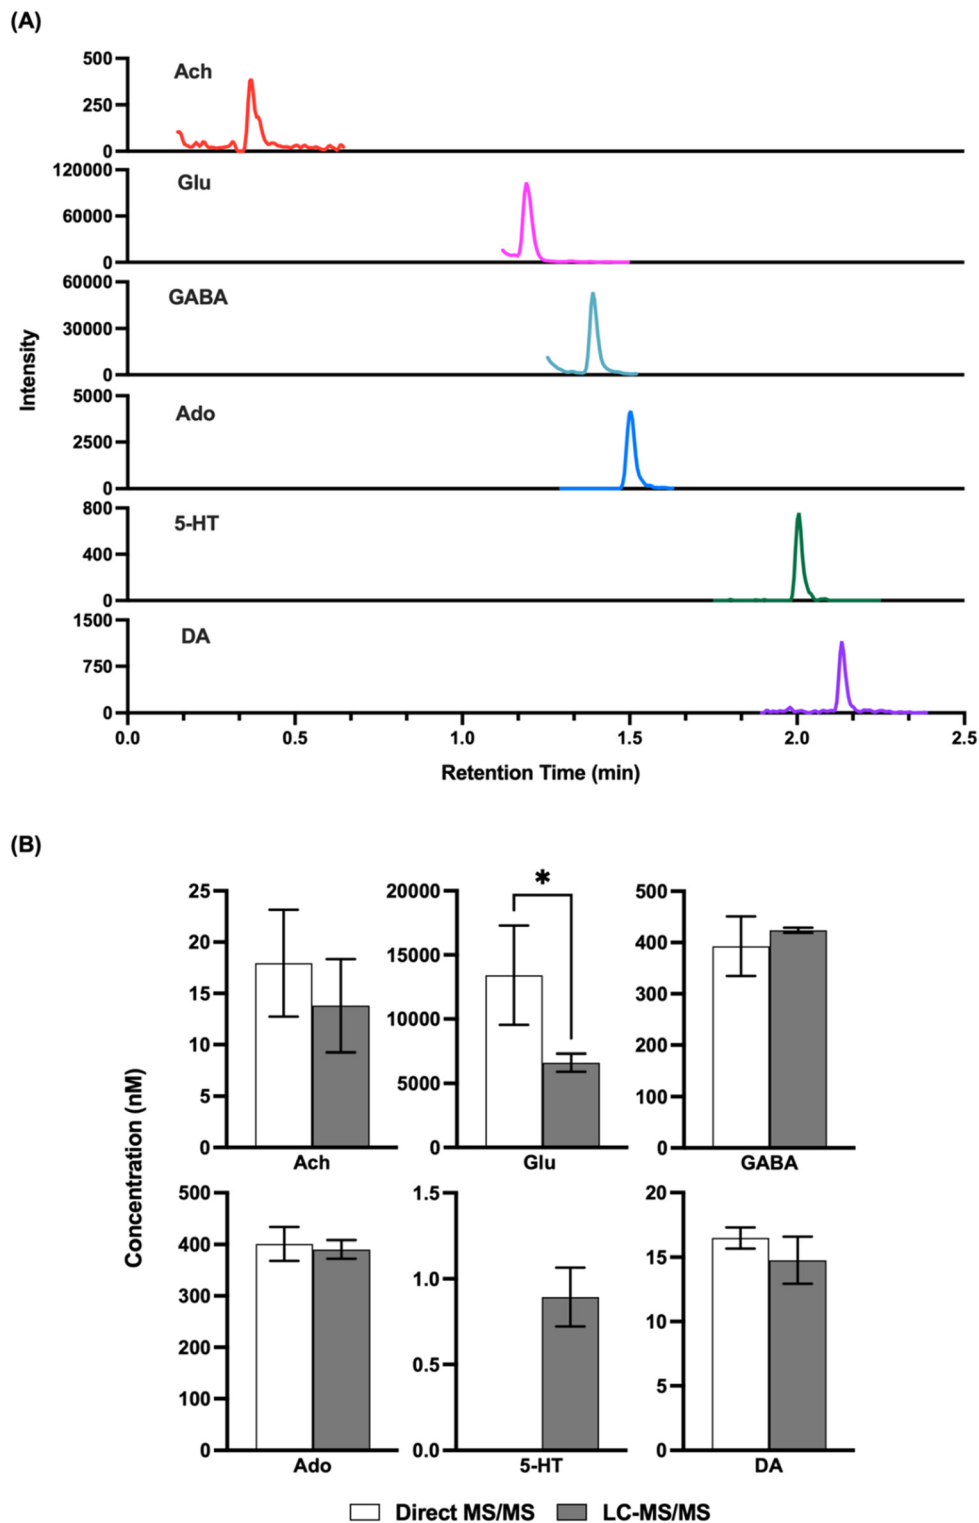 (A)
500
Ach
250
0
120000
Glu
60000
0
60000
GABA
30000
0
Intensity
5000
Ado
2500
0
800
5-HT
400
0
1500
DA
750
0
0.0 0.5 1.0 1.5 2.0 2.5
Retention Time (min)
(B)
Concentration (nM)
25
20
15
10
5
0
Ach
*
20000
15000
10000
5000
0
Glu
500
400
300
200
100
0
GABA
500
400
300
200
100
0
Ado
1.5
1.0
0.5
0.0
5-HT
20
15
10
5
0
DA
Direct MS/MS LC-MS/MS